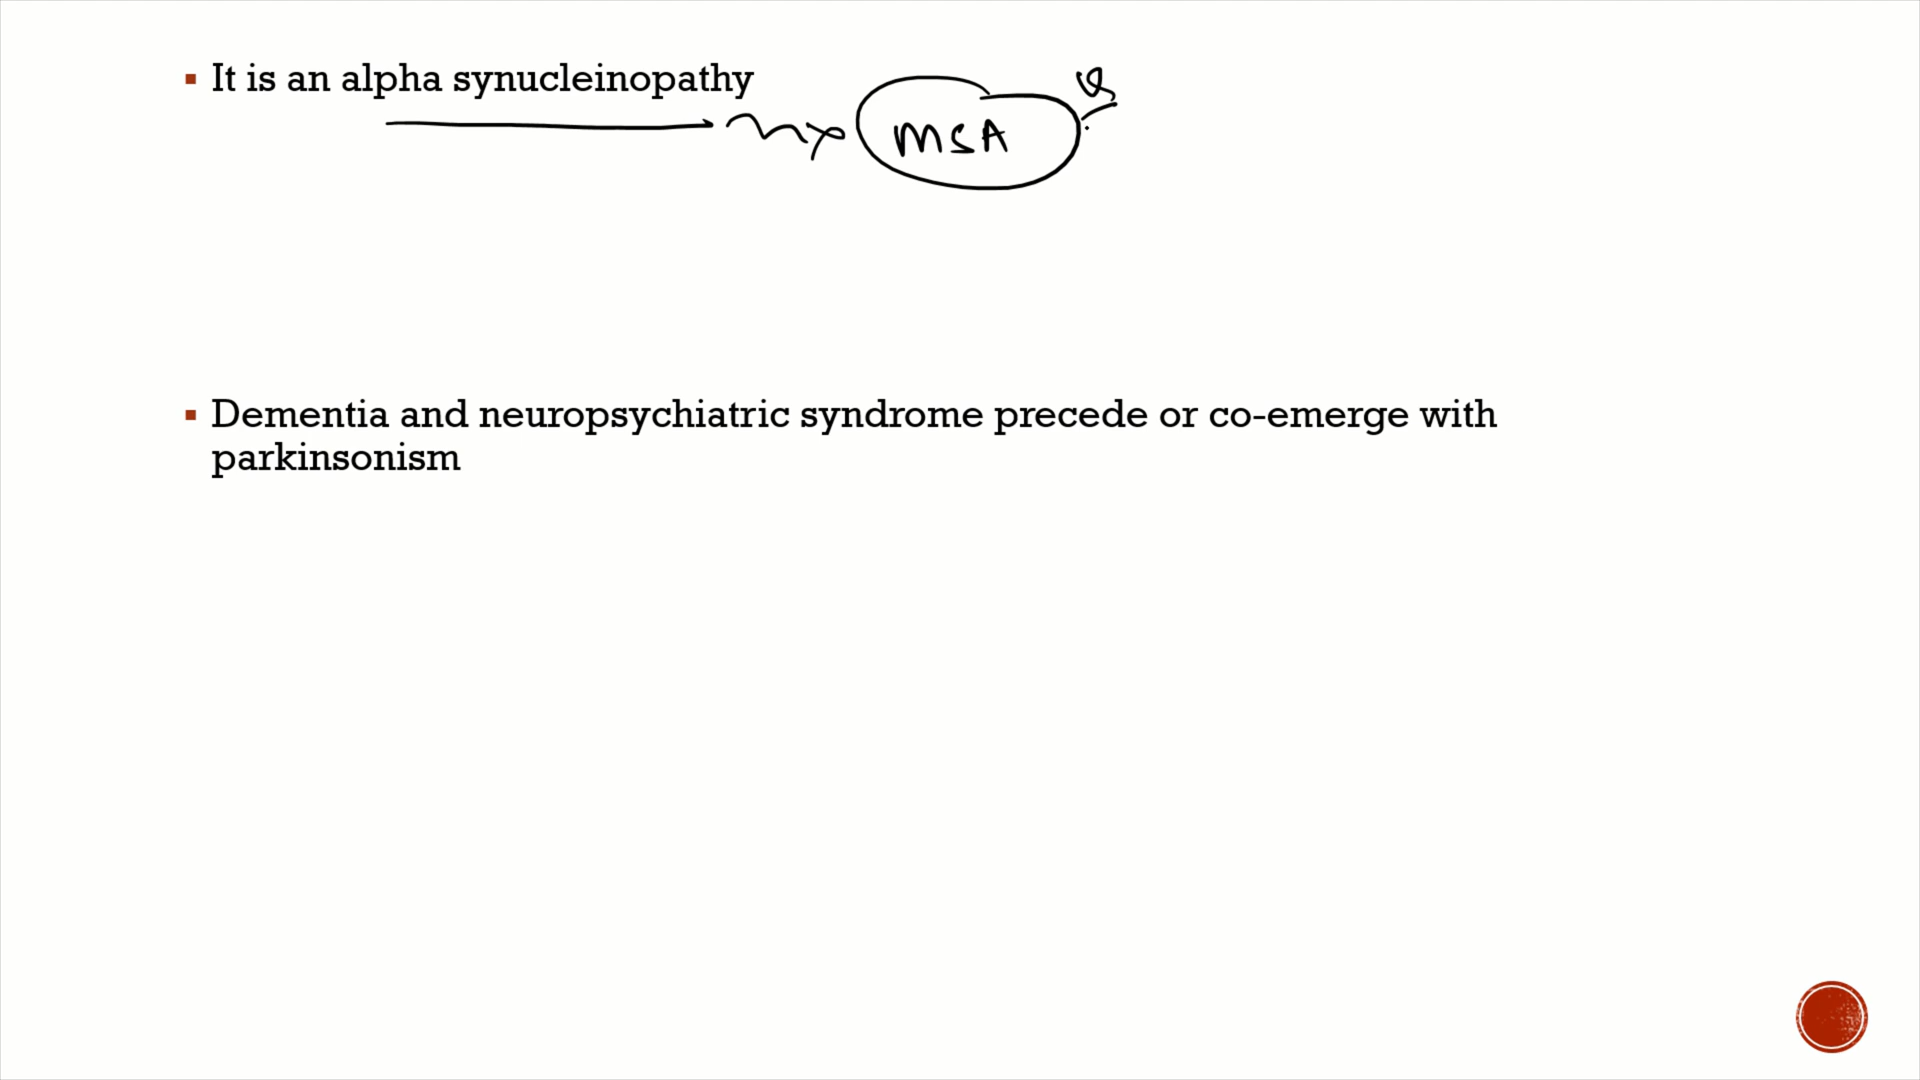 It is an alpha synucleinopathy
MSA
Dementia and neuropsychiatric syndrome precede or co-emerge with
parkinsonism